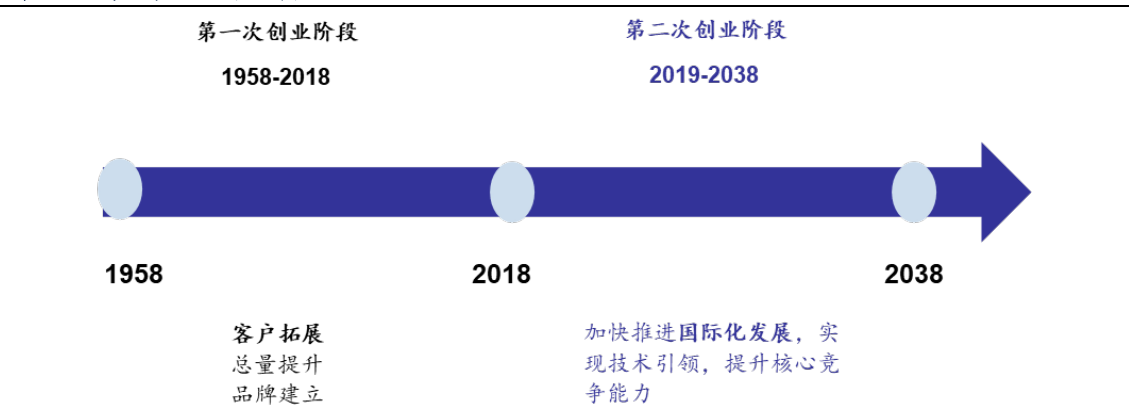 第一次创业阶段
第二次创业阶段
1958-2018
2019-2038
1958
2018
2038
客户拓展
总量提升
品牌建立
加快推进国际化发展，实
现技术引领，提升核心竞
争能力